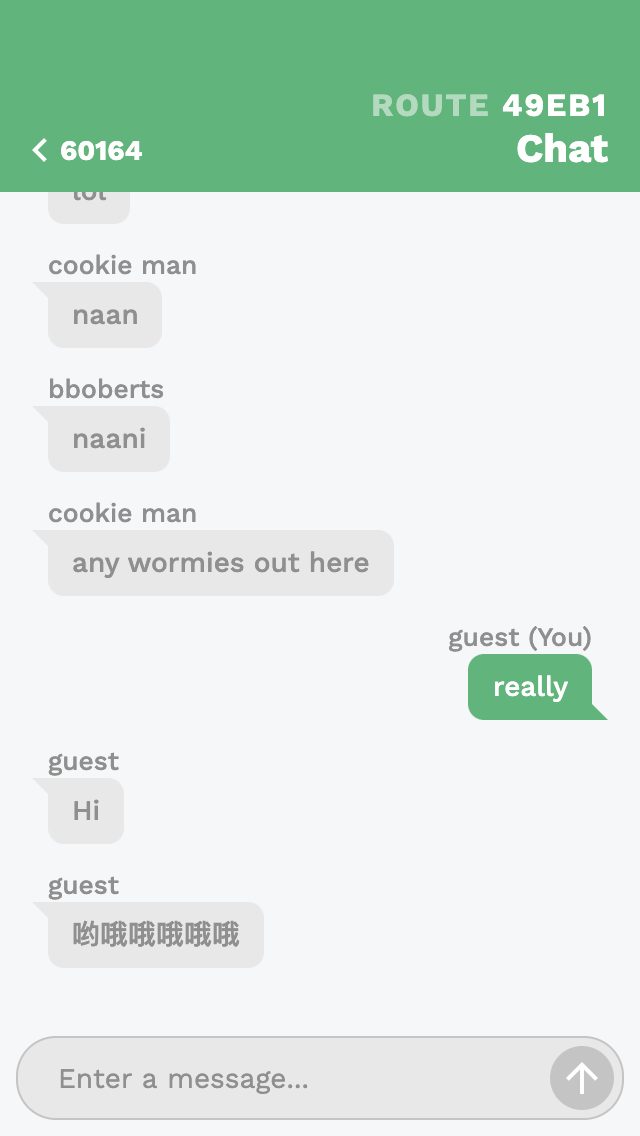 ROUTE 49EB1
60164
Chat
lol
cookie man
naan
bboberts
naani
cookie man
any wormies out here
guest (You)
really
guest
Hi
guest
哟哦哦哦哦哦
Enter a message...